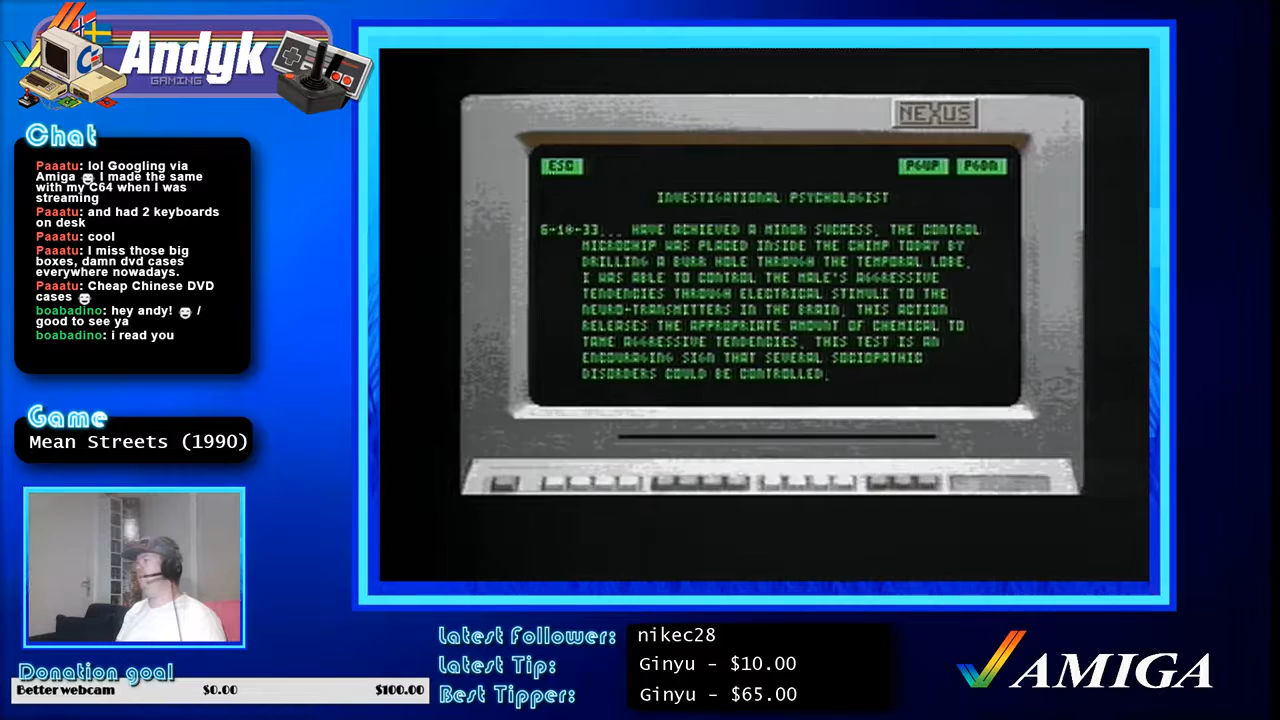 Andyk
GAMING
Chat
Paaatu: lol Googling via
Amiga I made the same
with my C64 when I was
streaming
Paaatu: and had 2 keyboards
on desk
Paaatu: cool
Paaatu: I miss those big
boxes, damn dvd cases
everywhere nowadays.
Paaatu: Cheap Chinese DVD
cases
boabadino: hey andy! /
good to see ya
boabadino: i read you
Game
Mean Streets (1990)
NEXUS
ESC
PGUP
PGDN
INVESTIGATIONAL PSYCHOLOGIST
6-10-33... HAVE ACHIEVED A MINOR SUCCESS. THE CONTROL
MICROCHIP WAS PLACED INSIDE THE CHIMP TODAY BY
DRILLING A BURR HOLE THROUGH THE TEMPORAL LOBE.
I WAS ABLE TO CONTROL THE MALE'S AGGRESSIVE
TENDENCIES THROUGH ELECTRICAL STIMULI TO THE
NEURO-TRANSMITTERS IN THE BRAIN. THIS ACTION
RELEASES THE APPROPRIATE AMOUNT OF CHEMICAL TO
TAME AGGRESSIVE TENDENCIES. THIS TEST IS AN
ENCOURAGING SIGN THAT SEVERAL SOCIOPATHIC
DISORDERS COULD BE CONTROLLED.
Donation goal
Better webcam $0.00 $100.00
Latest Follower: nikec28
Latest Tip: Ginyu - $10.00
Best Tipper: Ginyu - $65.00
AMIGA